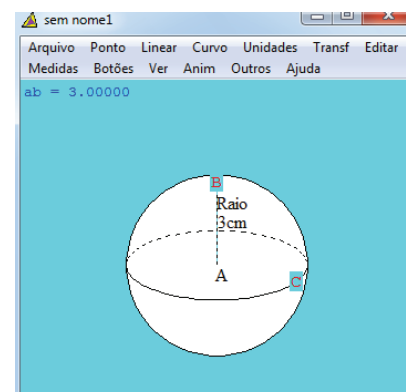 sem nome1
Arquivo Ponto Linear Curvo Unidades Transf Editar
Medidas Botões Ver Anim Outros Ajuda
ab = 3.00000
B
Raio
3cm
A
C